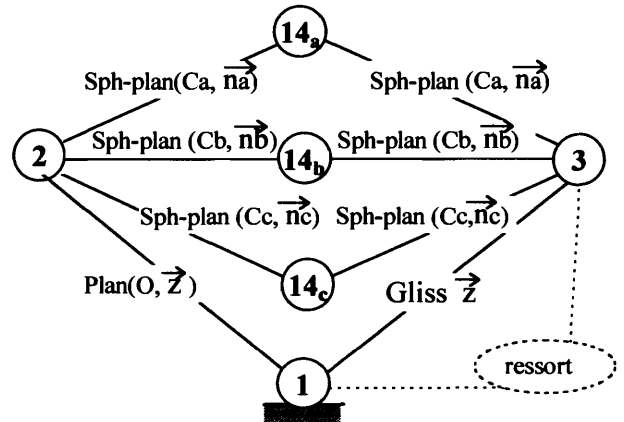 14a
Sph-plan(Ca, na) Sph-plan (Ca, na)
Sph-plan (Cb, nb) Sph-plan (Cb, nb)
2 14b 3
Sph-plan (Cc, nc) Sph-plan (Cc,nc)
Plan(O, z ) 14c Gliss z
ressort
1